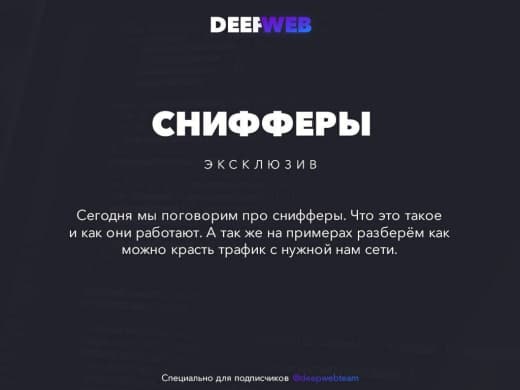 DEEPWEB
СНИФФЕРЫ
ЭКСКЛЮЗИВ
Сегодня мы поговорим про снифферы. Что это такое
и как они работают. А так же на примерах разберём как
можно красть трафик с нужной нам сети.
Специально для подписчиков @deepwebteam